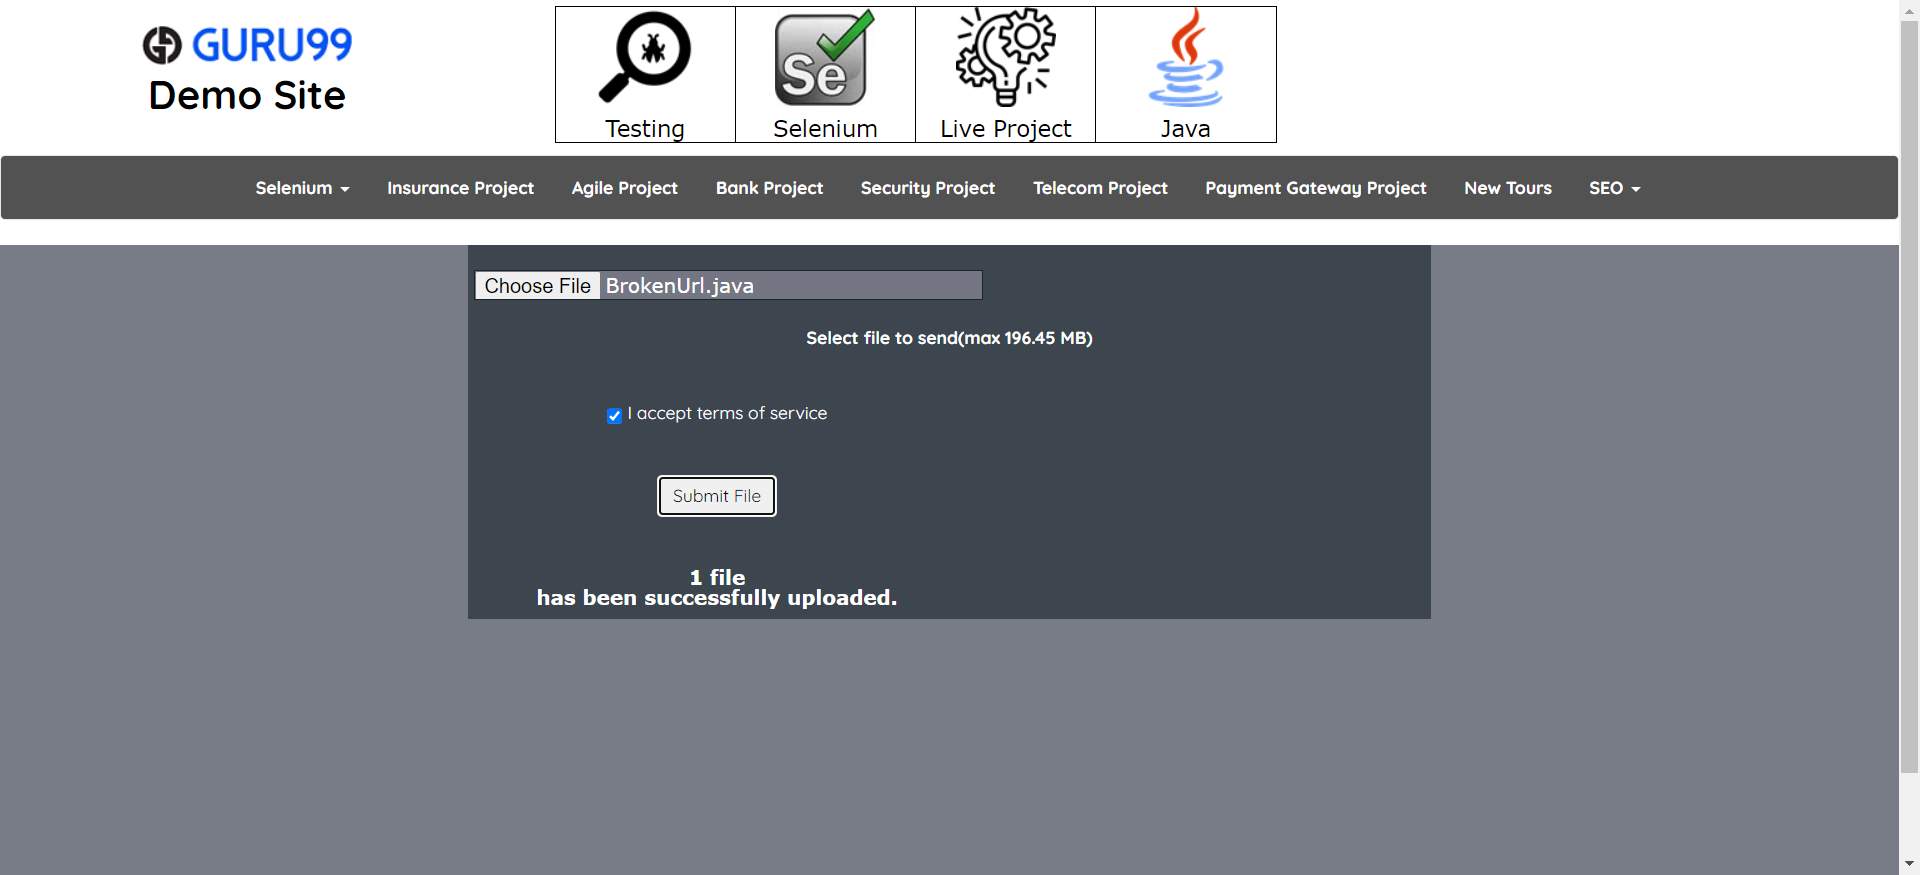 GURU99
Demo Site
Se
Testing
Selenium
Live Project
Java
Selenium
Insurance Project
Agile Project
Bank Project
Security Project
Telecom Project
Payment Gateway Project
New Tours
SEO
Choose File BrokenUrl.java
Select file to send(max 196.45 MB)
I accept terms of service
Submit File
1 file
has been successfully uploaded.